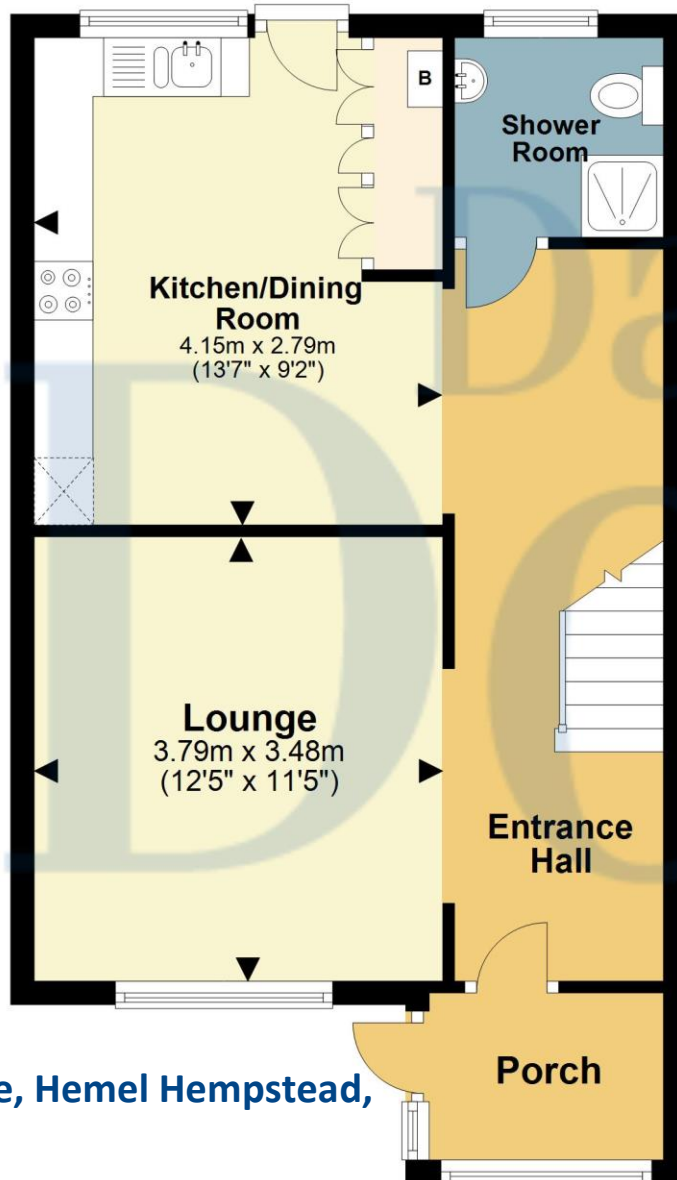 B
Shower
Room
Kitchen/Dining
Room
4.15m x 2.79m
(13'7" x 9'2")
Lounge
3.79m x 3.48m
(12'5" x 11'5")
Entrance
Hall
Porch
e, Hemel Hempstead,